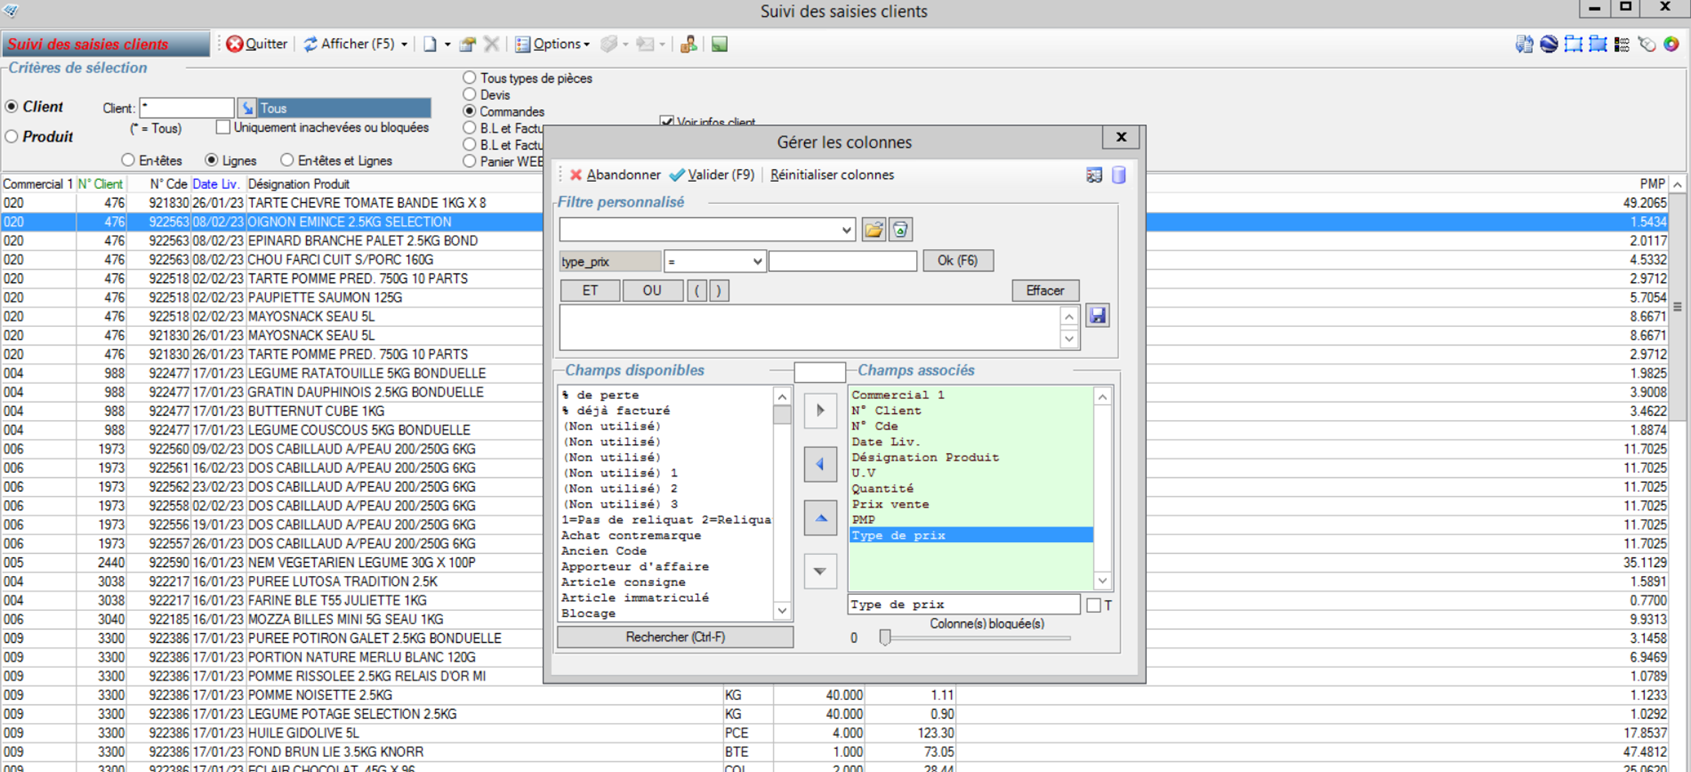 Suivi des saisies clients
Suivi des saisies clients Quitter Afficher (F5) Options
Critères de sélection
Client Client: * Tous
(* = Tous) Uniquement inachevées ou bloquées
Produit
En-têtes Lignes En-têtes et Lignes
Tous types de pièces
Devis
Commandes
B.L et Factu
B.L et Factu
Panier WEE
Voir infos client
Commercial 1 N° Client N° Cde Date Liv. Désignation Produit PMP
020 476 921830 26/01/23 TARTE CHEVRE TOMATE BANDE 1KG X 8 49.2065
020 476 922563 08/02/23 OIGNON EMINCE 2.5KG SELECTION 1.5434
020 476 922563 08/02/23 EPINARD BRANCHE PALET 2.5KG BOND 2.0117
020 476 922563 08/02/23 CHOU FARCI CUIT S/PORC 160G 4.5332
020 476 922518 02/02/23 TARTE POMME PRED. 750G 10 PARTS 2.9712
020 476 922518 02/02/23 PAUPIETTE SAUMON 125G 5.7054
020 476 922518 02/02/23 MAYOSNACK SEAU 5L 8.6671
020 476 921830 26/01/23 MAYOSNACK SEAU 5L 8.6671
020 476 921830 26/01/23 TARTE POMME PRED. 750G 10 PARTS 2.9712
004 988 922477 17/01/23 LEGUME RATATOUILLE 5KG BONDUELLE 1.9825
004 988 922477 17/01/23 GRATIN DAUPHINOIS 2.5KG BONDUELLE 3.9008
004 988 922477 17/01/23 BUTTERNUT CUBE 1KG 3.4622
004 988 922477 17/01/23 LEGUME COUSCOUS 5KG BONDUELLE 1.8874
006 1973 922560 09/02/23 DOS CABILLAUD A/PEAU 200/250G 6KG 11.7025
006 1973 922561 16/02/23 DOS CABILLAUD A/PEAU 200/250G 6KG 11.7025
006 1973 922562 23/02/23 DOS CABILLAUD A/PEAU 200/250G 6KG 11.7025
006 1973 922558 02/02/23 DOS CABILLAUD A/PEAU 200/250G 6KG 11.7025
006 1973 922556 19/01/23 DOS CABILLAUD A/PEAU 200/250G 6KG 11.7025
006 1973 922557 26/01/23 DOS CABILLAUD A/PEAU 200/250G 6KG 11.7025
005 2440 922590 16/01/23 NEM VEGETARIEN LEGUME 30G X 100P 35.1129
004 3038 922217 16/01/23 PUREE LUTOSA TRADITION 2.5K 1.5891
004 3038 922217 16/01/23 FARINE BLE T55 JULIETTE 1KG 0.7700
006 3040 922185 16/01/23 MOZZA BILLES MINI 5G SEAU 1KG 9.9313
009 3300 922386 17/01/23 PUREE POTIRON GALET 2.5KG BONDUELLE 3.1458
009 3300 922386 17/01/23 PORTION NATURE MERLU BLANC 120G 6.9469
009 3300 922386 17/01/23 POMME RISSOLEE 2.5KG RELAIS D'OR MI 1.0789
009 3300 922386 17/01/23 POMME NOISETTE 2.5KG KG 40.000 1.11 1.1233
009 3300 922386 17/01/23 LEGUME POTAGE SELECTION 2.5KG KG 40.000 0.90 1.0292
009 3300 922386 17/01/23 HUILE GIDOLIVE 5L PCE 4.000 123.30 17.8537
009 3300 922386 17/01/23 FOND BRUN LIE 3.5KG KNORR BTE 1.000 73.05 47.4812
009 3300 922386 17/01/23 ECLAIR CHOCOLAT 45G X 96 COL 2.000 28.44 25.0620
Gérer les colonnes
Abandonner Valider (F9) Réinitialiser colonnes
Filtre personnalisé
type_prix = Ok (F6)
ET OU ( ) Effacer
Champs disponibles
% de perte
% déjà facturé
(Non utilisé)
(Non utilisé)
(Non utilisé)
(Non utilisé) 1
(Non utilisé) 2
(Non utilisé) 3
1=Pas de reliquat 2=Reliqua
Achat contremarque
Ancien Code
Apporteur d'affaire
Article consigne
Article immatriculé
Blocage
Rechercher (Ctrl-F)
Champs associés
Commercial 1
N° Client
N° Cde
Date Liv.
Désignation Produit
U.V
Quantité
Prix vente
PMP
Type de prix
Type de prix T
Colonne(s) bloquée(s)
0